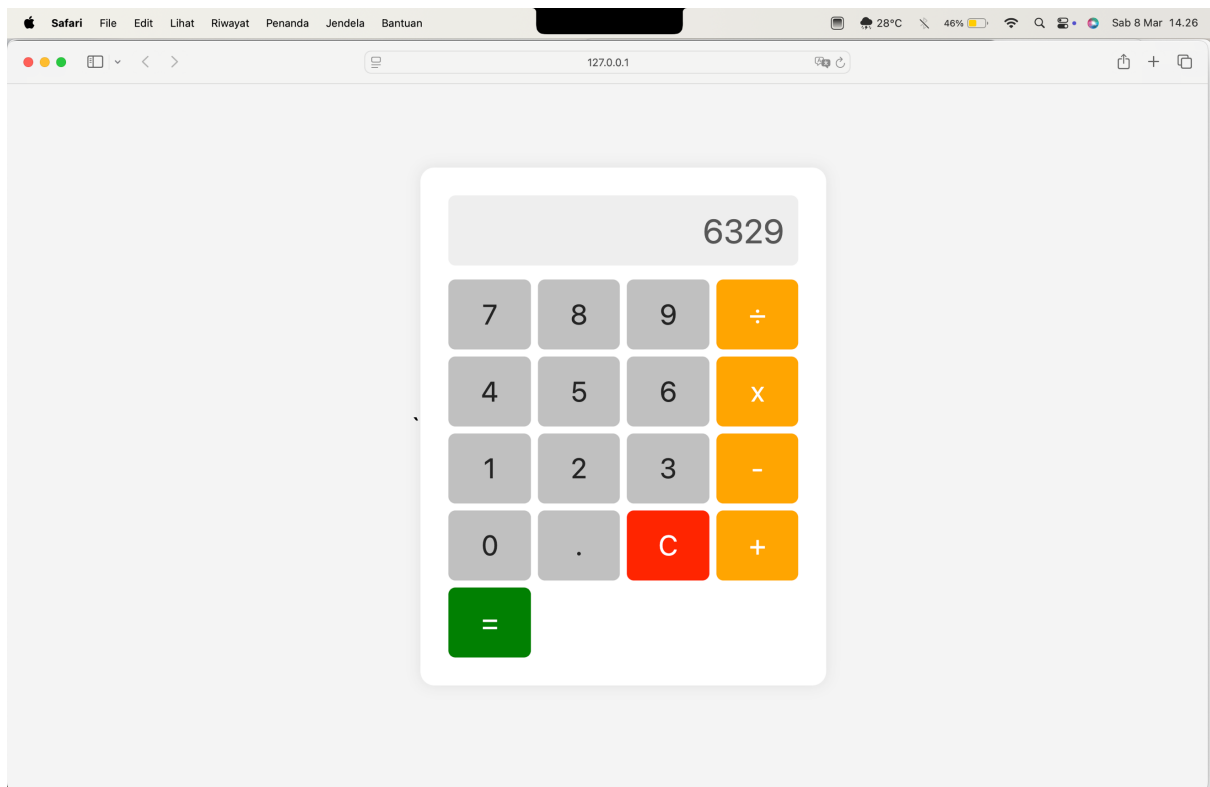 Safari File Edit Lihat Riwayat Penanda Jendela Bantuan 28°C 46% Sab 8 Mar 14.26
127.0.0.1
6329
7 8 9 ÷
4 5 6 x
`
1 2 3 -
0 . C +
=